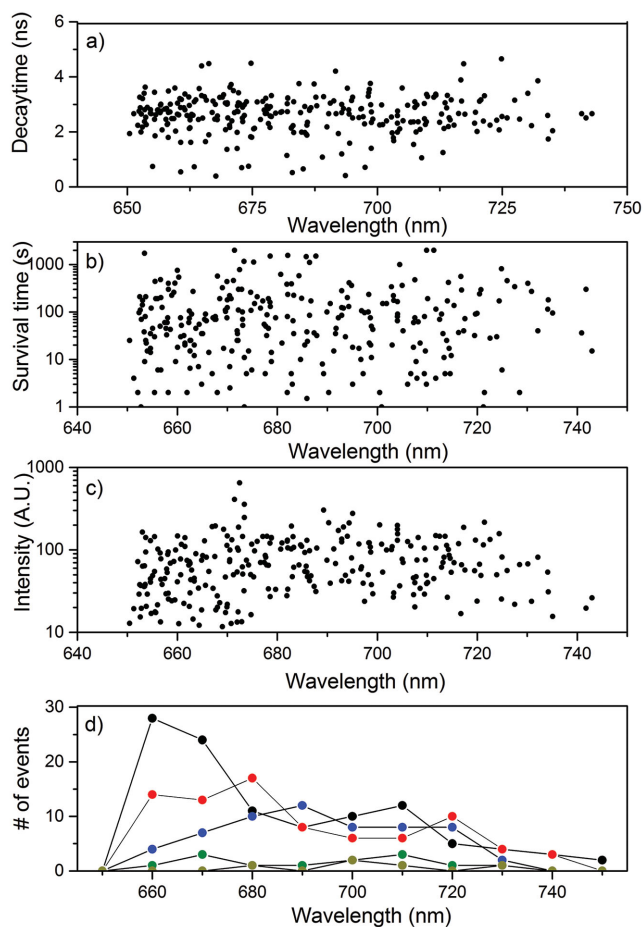 a)
Decaytime (ns)
6
4
2
0
650 675 700 725 750
Wavelength (nm)
b)
Survival time (s)
1000
100
10
1
640 660 680 700 720 740
Wavelength (nm)
c)
Intensity (A.U.)
1000
100
10
640 660 680 700 720 740
Wavelength (nm)
d)
# of events
30
20
10
0
660 680 700 720 740
Wavelength (nm)